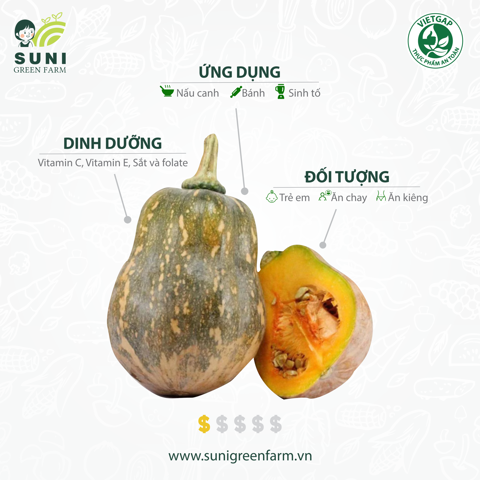 SUNI
GREEN FARM
VIETGAP
THỰC PHẨM AN TOÀN
ỨNG DỤNG
Nấu canh Bánh Sinh tố
DINH DƯỠNG
Vitamin C, Vitamin E, Sắt và folate
ĐỐI TƯỢNG
Trẻ em Ăn chay Ăn kiêng
$ $ $ $ $
www.sunigreenfarm.vn